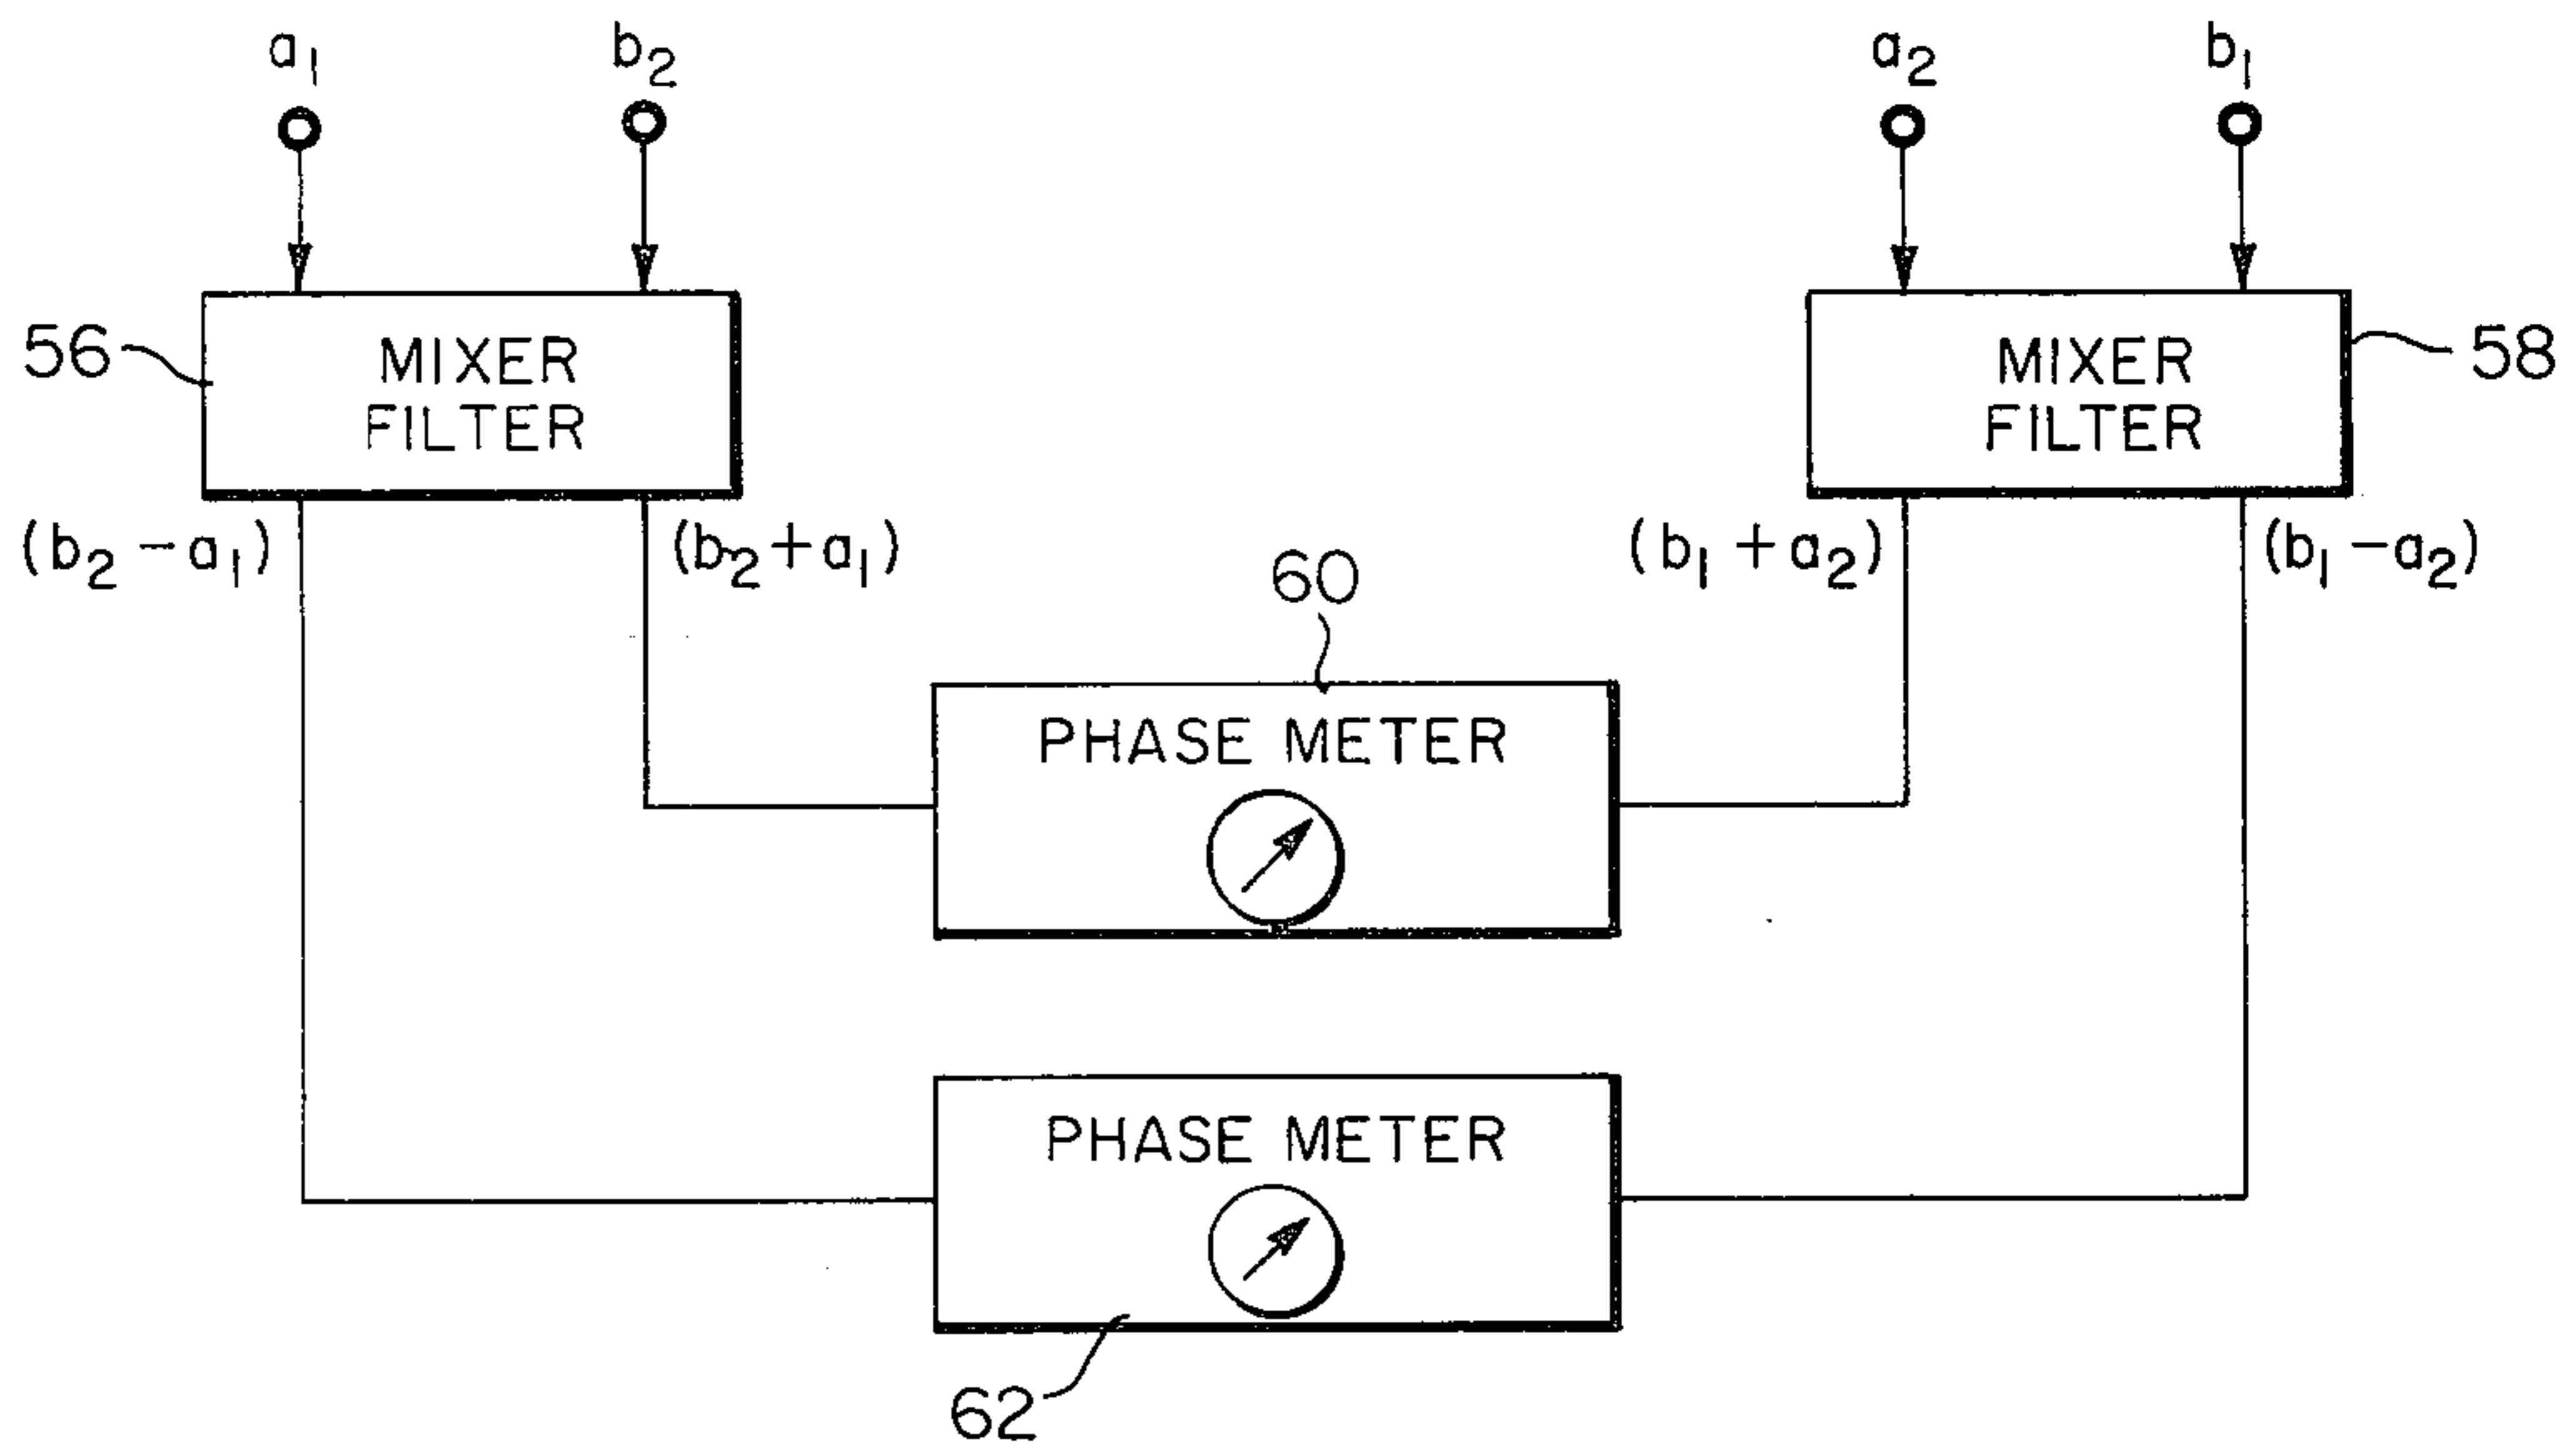 a₁ b₂ a₂ b₁
56 MIXER FILTER
MIXER FILTER 58
(b₂ - a₁) (b₂ + a₁) (b₁ + a₂) (b₁ - a₂)
60
PHASE METER
PHASE METER
62